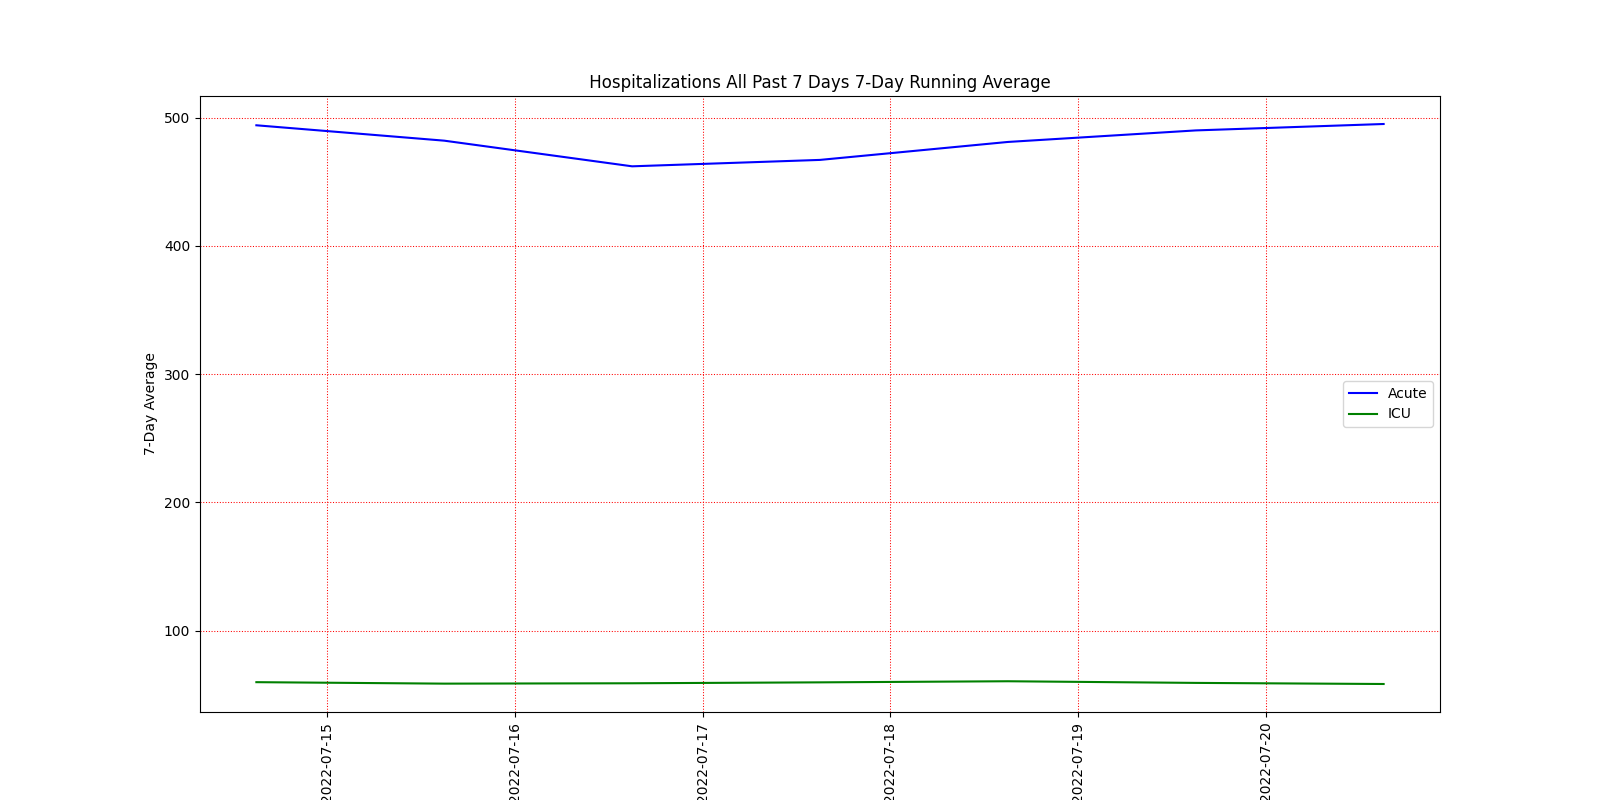 Hospitalizations All Past 7 Days 7-Day Running Average
500
400
300
200
100
7-Day Average
Acute
ICU
2022-07-15
2022-07-16
2022-07-17
2022-07-18
2022-07-19
2022-07-20